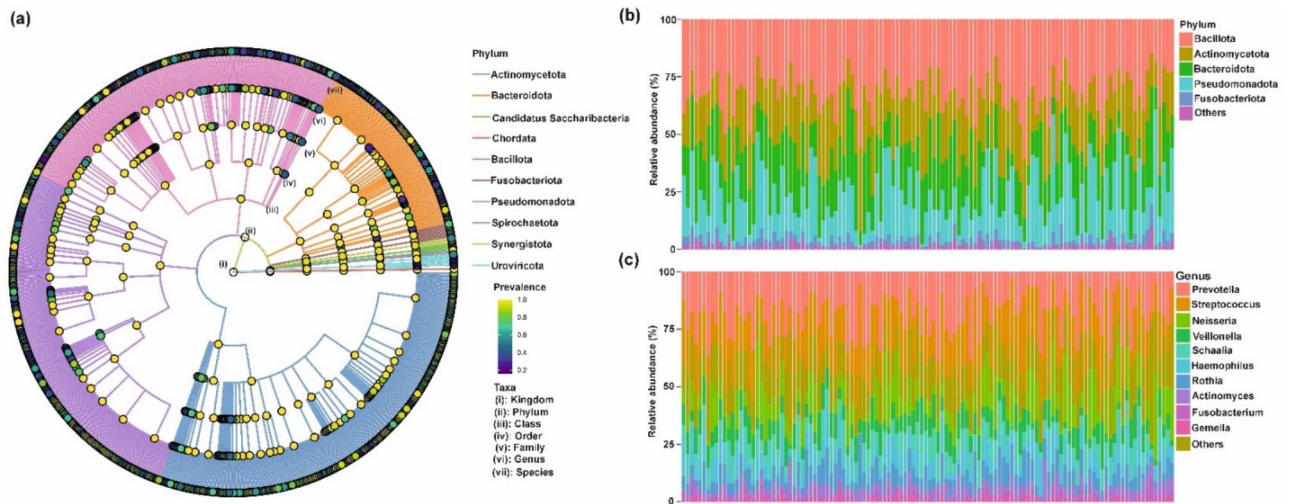 (a)
(vii)
(vi)
(v)
(iv)
(iii)
(ii)
(i)
Phylum
Actinomycetota
Bacteroidota
Candidatus Saccharibacteria
Chordata
Bacillota
Fusobacteriota
Pseudomonadota
Spirochaetota
Synergistota
Uroviricota
Prevalence
1.0
0.8
0.6
0.4
0.2
Taxa
(i): Kingdom
(ii): Phylum
(iii): Class
(iv): Order
(v): Family
(vi): Genus
(vii): Species
(b)
Relative abundance (%)
100
75
50
25
0
Phylum
Bacillota
Actinomycetota
Bacteroidota
Pseudomonadota
Fusobacteriota
Others
(c)
Relative abundance (%)
100
75
50
25
0
Genus
Prevotella
Streptococcus
Neisseria
Veillonella
Schaalia
Haemophilus
Rothia
Actinomyces
Fusobacterium
Gemella
Others